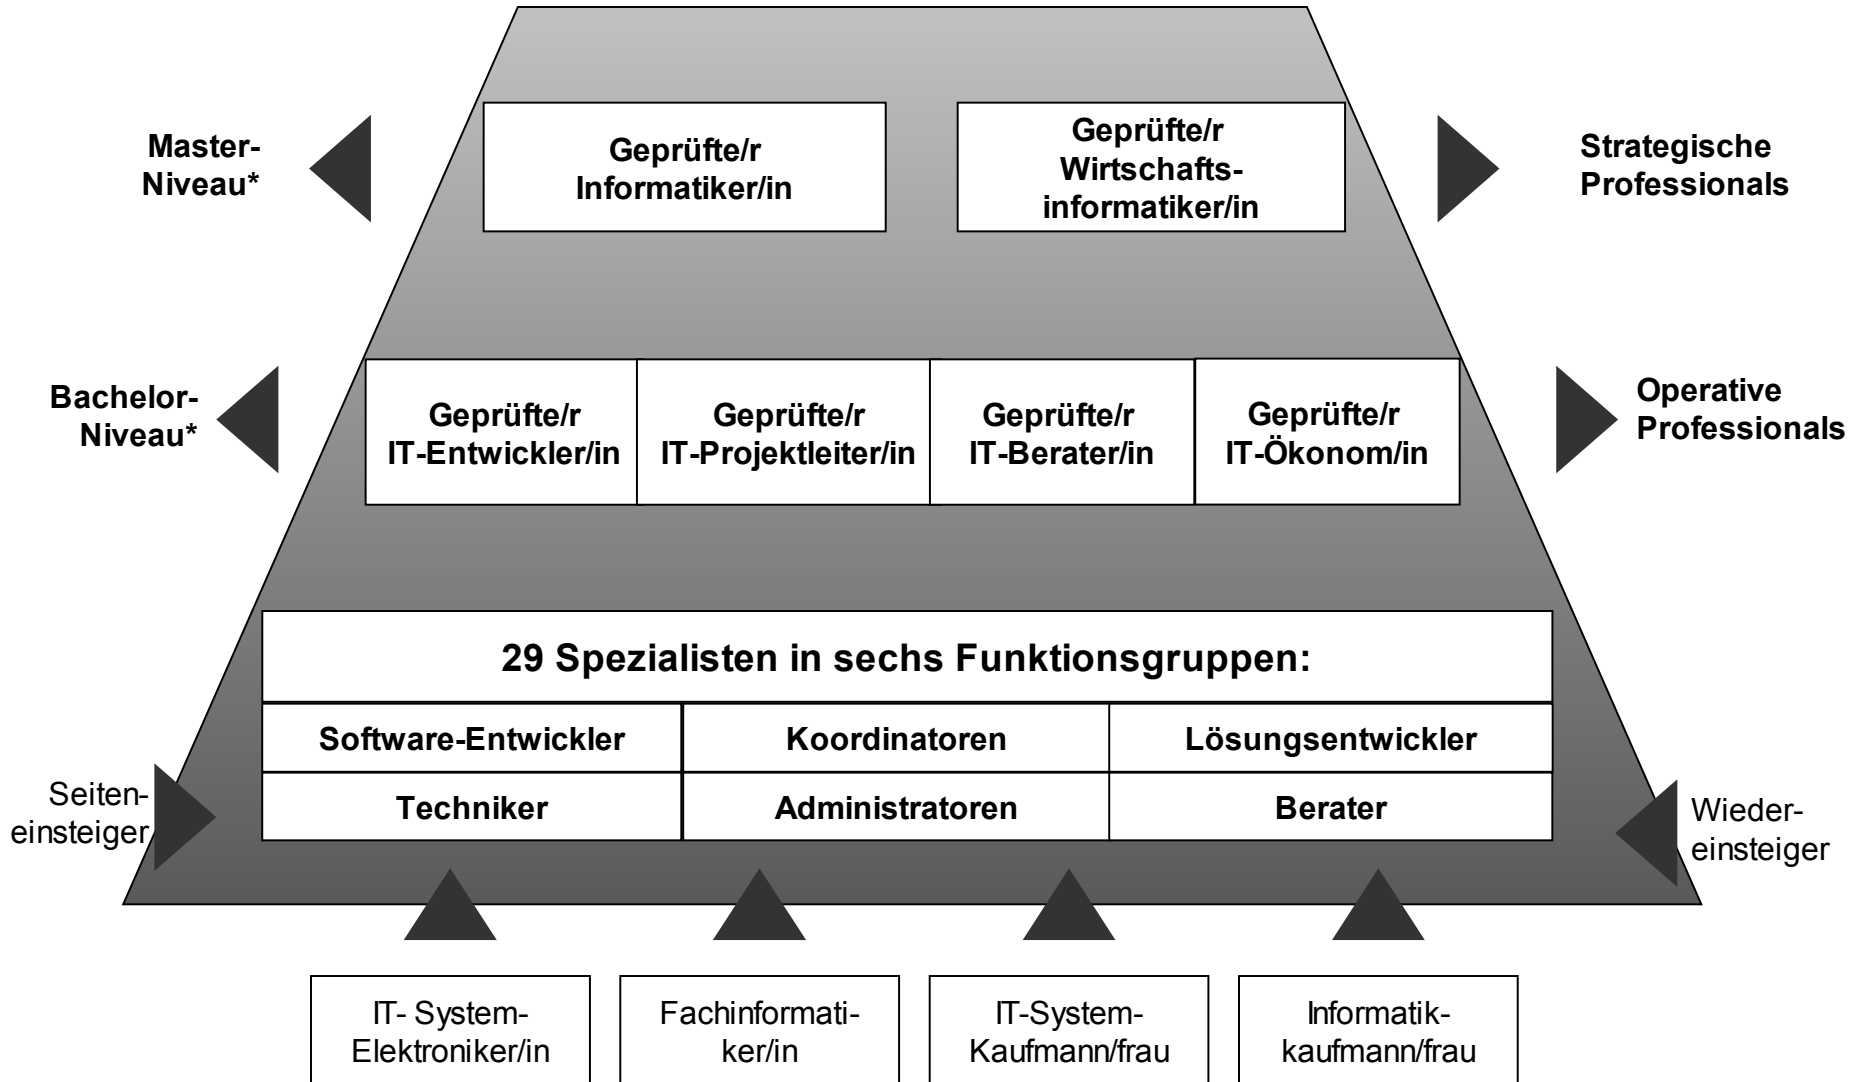 Master-
Niveau*
Geprüfte/r
Informatiker/in
Geprüfte/r
Wirtschafts-
informatiker/in
Strategische
Professionals
Bachelor-
Niveau*
Geprüfte/r
IT-Entwickler/in
Geprüfte/r
IT-Projektleiter/in
Geprüfte/r
IT-Berater/in
Geprüfte/r
IT-Ökonom/in
Operative
Professionals
29 Spezialisten in sechs Funktionsgruppen:
Software-Entwickler
Koordinatoren
Lösungsentwickler
Techniker
Administratoren
Berater
Seiten-
einsteiger
Wieder-
einsteiger
IT- System-
Elektroniker/in
Fachinformati-
ker/in
IT-System-
Kaufmann/frau
Informatik-
kaufmann/frau